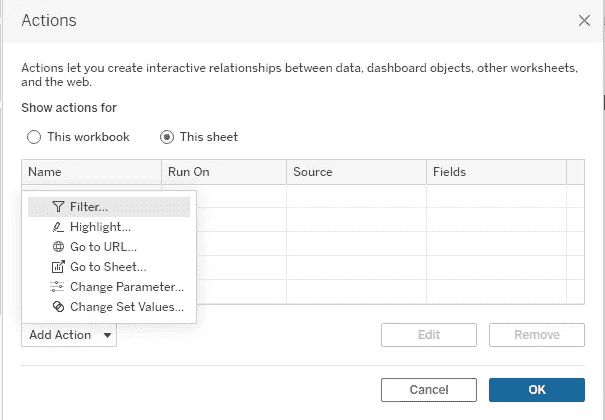 Actions
Actions let you create interactive relationships between data, dashboard objects, other worksheets,
and the web.
Show actions for
This workbook This sheet
Name Run On Source Fields
Filter...
Highlight...
Go to URL...
Go to Sheet...
Change Parameter...
Change Set Values...
Add Action Edit Remove
Cancel OK